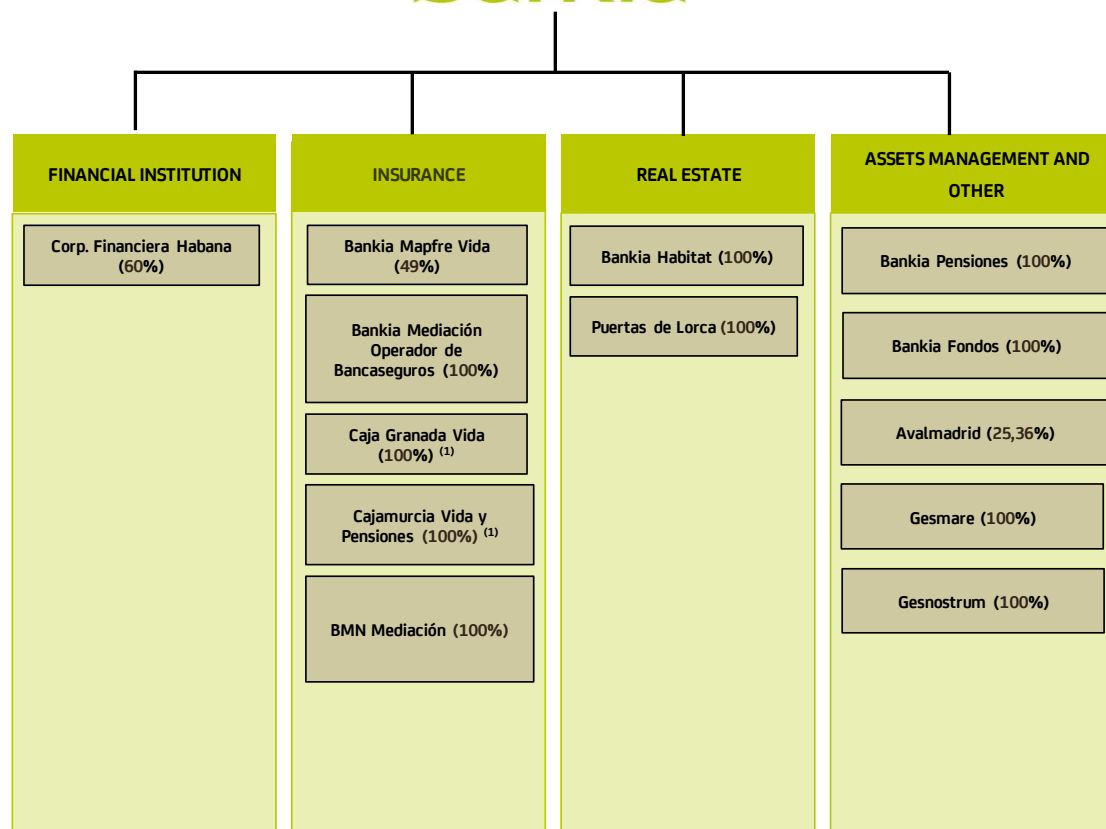 FINANCIAL INSTITUTION
Corp. Financiera Habana
(60%)
INSURANCE
Bankia Mapfre Vida
(49%)
Bankia Mediación
Operador de
Bancaseguros (100%)
Caja Granada Vida
(100%) (1)
Cajamurcia Vida y
Pensiones (100%) (1)
BMN Mediación (100%)
REAL ESTATE
Bankia Habitat (100%)
Puertas de Lorca (100%)
ASSETS MANAGEMENT AND
OTHER
Bankia Pensiones (100%)
Bankia Fondos (100%)
Avalmadrid (25,36%)
Gesmare (100%)
Gesnostrum (100%)